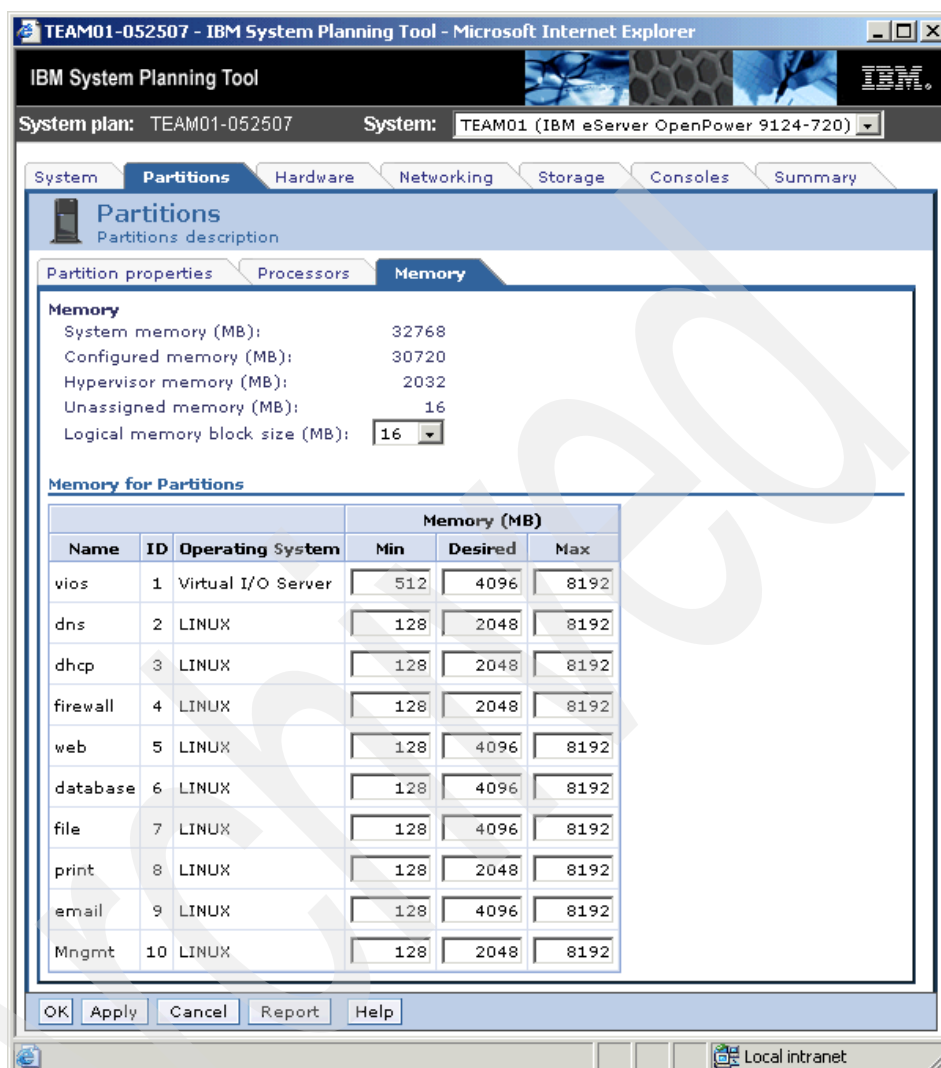 TEAM01-052507 - IBM System Planning Tool - Microsoft Internet Explorer
IBM System Planning Tool
IBM.
System plan: TEAM01-052507 System: TEAM01 (IBM eServer OpenPower 9124-720)
System Partitions Hardware Networking Storage Consoles Summary
Partitions
Partitions description
Partition properties Processors Memory
Memory
System memory (MB): 32768
Configured memory (MB): 30720
Hypervisor memory (MB): 2032
Unassigned memory (MB): 16
Logical memory block size (MB): 16
Memory for Partitions
Memory (MB)
Name ID Operating System Min Desired Max
vios 1 Virtual I/O Server 512 4096 8192
dns 2 LINUX 128 2048 8192
dhcp 3 LINUX 128 2048 8192
firewall 4 LINUX 128 2048 8192
web 5 LINUX 128 4096 8192
database 6 LINUX 128 4096 8192
file 7 LINUX 128 4096 8192
print 8 LINUX 128 2048 8192
email 9 LINUX 128 4096 8192
Mngmt 10 LINUX 128 2048 8192
OK Apply Cancel Report Help
Local intranet
rchived